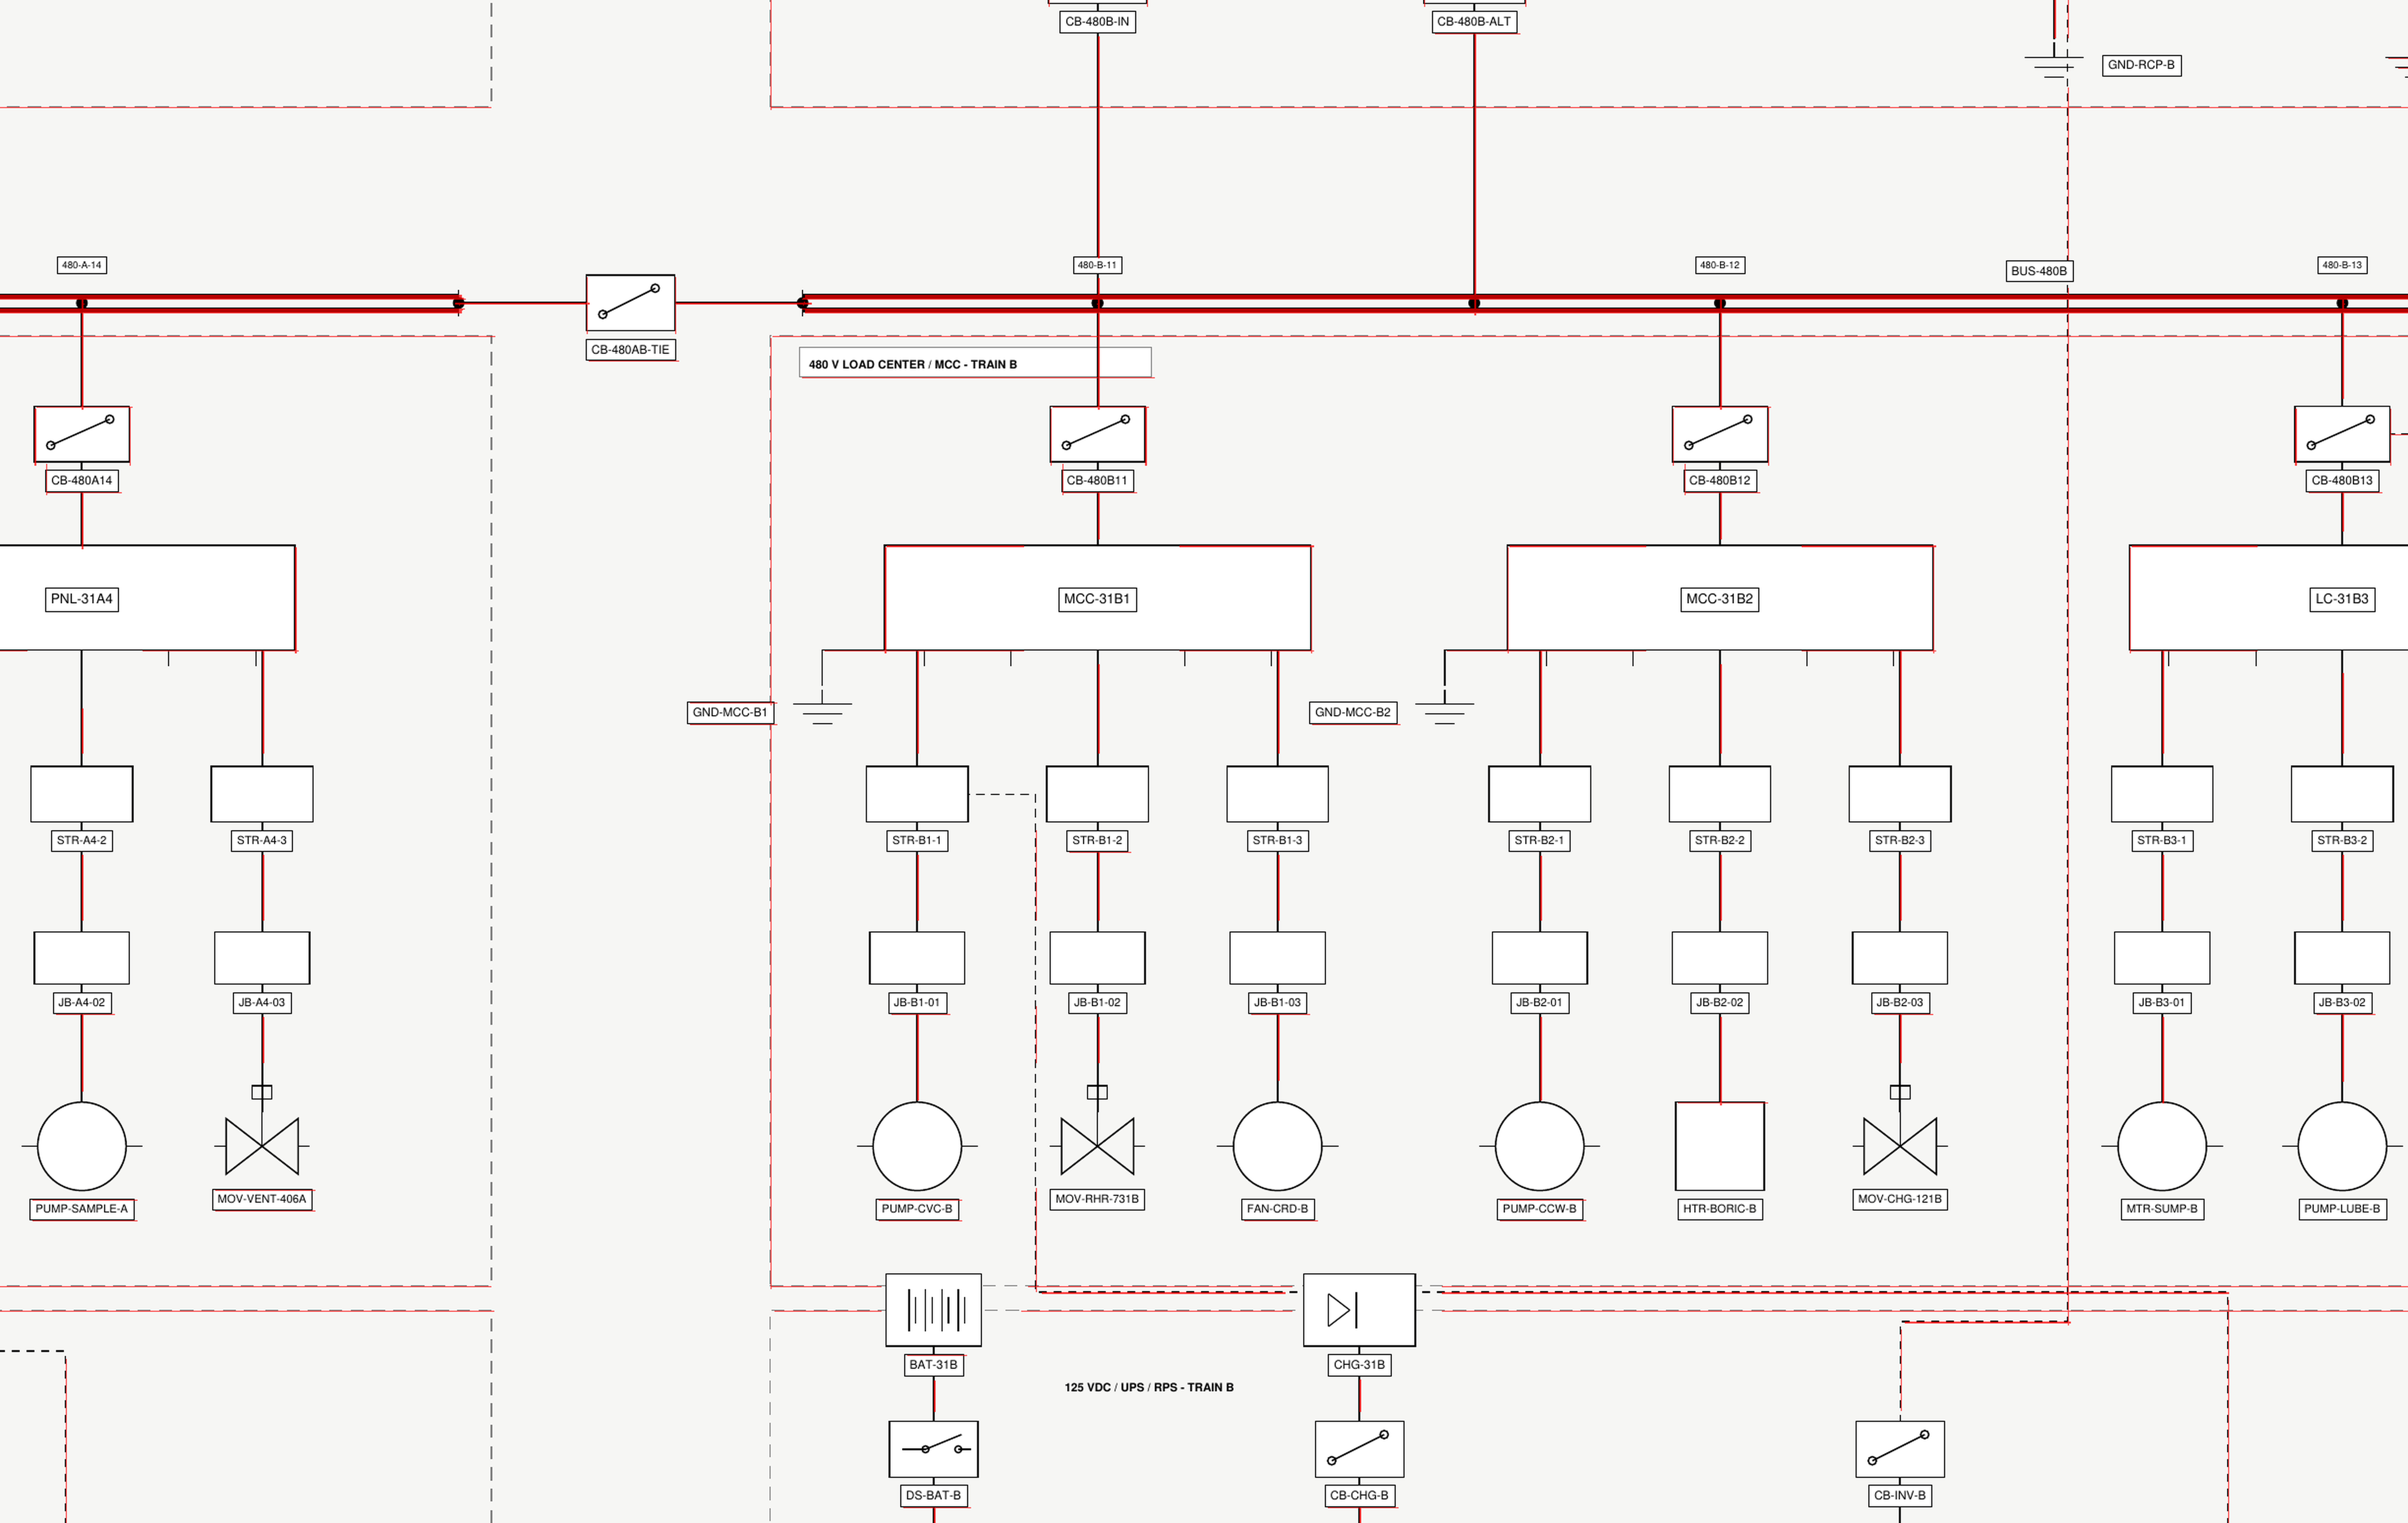 CB-480B-IN
CB-480B-ALT
GND-RCP-B
480-A-14
480-B-11
480-B-12
BUS-480B
480-B-13
CB-480AB-TIE
480 V LOAD CENTER / MCC - TRAIN B
CB-480A14
CB-480B11
CB-480B12
CB-480B13
PNL-31A4
MCC-31B1
MCC-31B2
LC-31B3
GND-MCC-B1
GND-MCC-B2
STR-A4-2
STR-A4-3
STR-B1-1
STR-B1-2
STR-B1-3
STR-B2-1
STR-B2-2
STR-B2-3
STR-B3-1
STR-B3-2
JB-A4-02
JB-A4-03
JB-B1-01
JB-B1-02
JB-B1-03
JB-B2-01
JB-B2-02
JB-B2-03
JB-B3-01
JB-B3-02
PUMP-SAMPLE-A
MOV-VENT-406A
PUMP-CVC-B
MOV-RHR-731B
FAN-CRD-B
PUMP-CCW-B
HTR-BORIC-B
MOV-CHG-121B
MTR-SUMP-B
PUMP-LUBE-B
BAT-31B
CHG-31B
125 VDC / UPS / RPS - TRAIN B
DS-BAT-B
CB-CHG-B
CB-INV-B